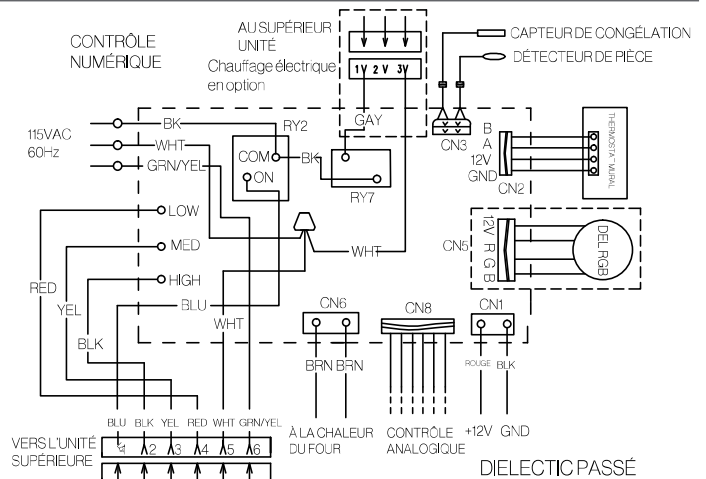 CONTRÔLE
NUMÉRIQUE
AU SUPÉRIEUR
UNITÉ
Chauffage électrique
en option
1V 2V 3V
CAPTEUR DE CONGÉLATION
DÉTECTEUR DE PIÈCE
GAY
115VAC
60Hz
BK
WHT
GRN/YEL
RY2
COM
ON
BK
RY7
CN3
B
A
12V
GND
CN2
THERMOSTAT MURAL
LOW
MED
HIGH
WHT
CN5
12V R G B
DEL RGB
RED
YEL
BLK
BLU
WHT
CN6
CN8
CN1
BRN BRN
ROUGE BLK
BLU BLK YEL RED WHT GRN/YEL
À LA CHALEUR
DU FOUR
CONTRÔLE
ANALOGIQUE
+12V GND
VERS L'UNITÉ
SUPÉRIEURE
2 3 4 5 6
DIELECTIC PASSÉ